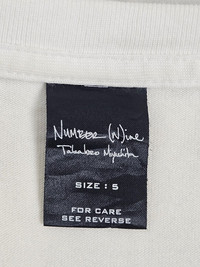 NUMBER (N)ine
Takahiro Miyashita
SIZE : 5
FOR CARE
SEE REVERSE